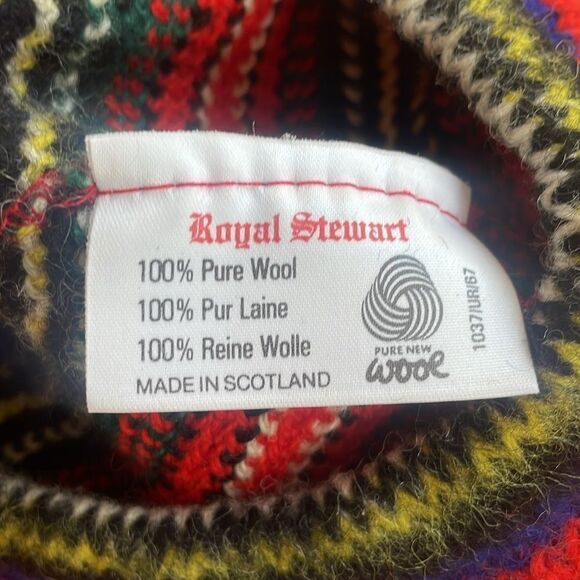 Royal Stewart
100% Pure Wool
100% Pur Laine
100% Reine Wolle
MADE IN SCOTLAND
PURE NEW
WOOL
1037/UR/67